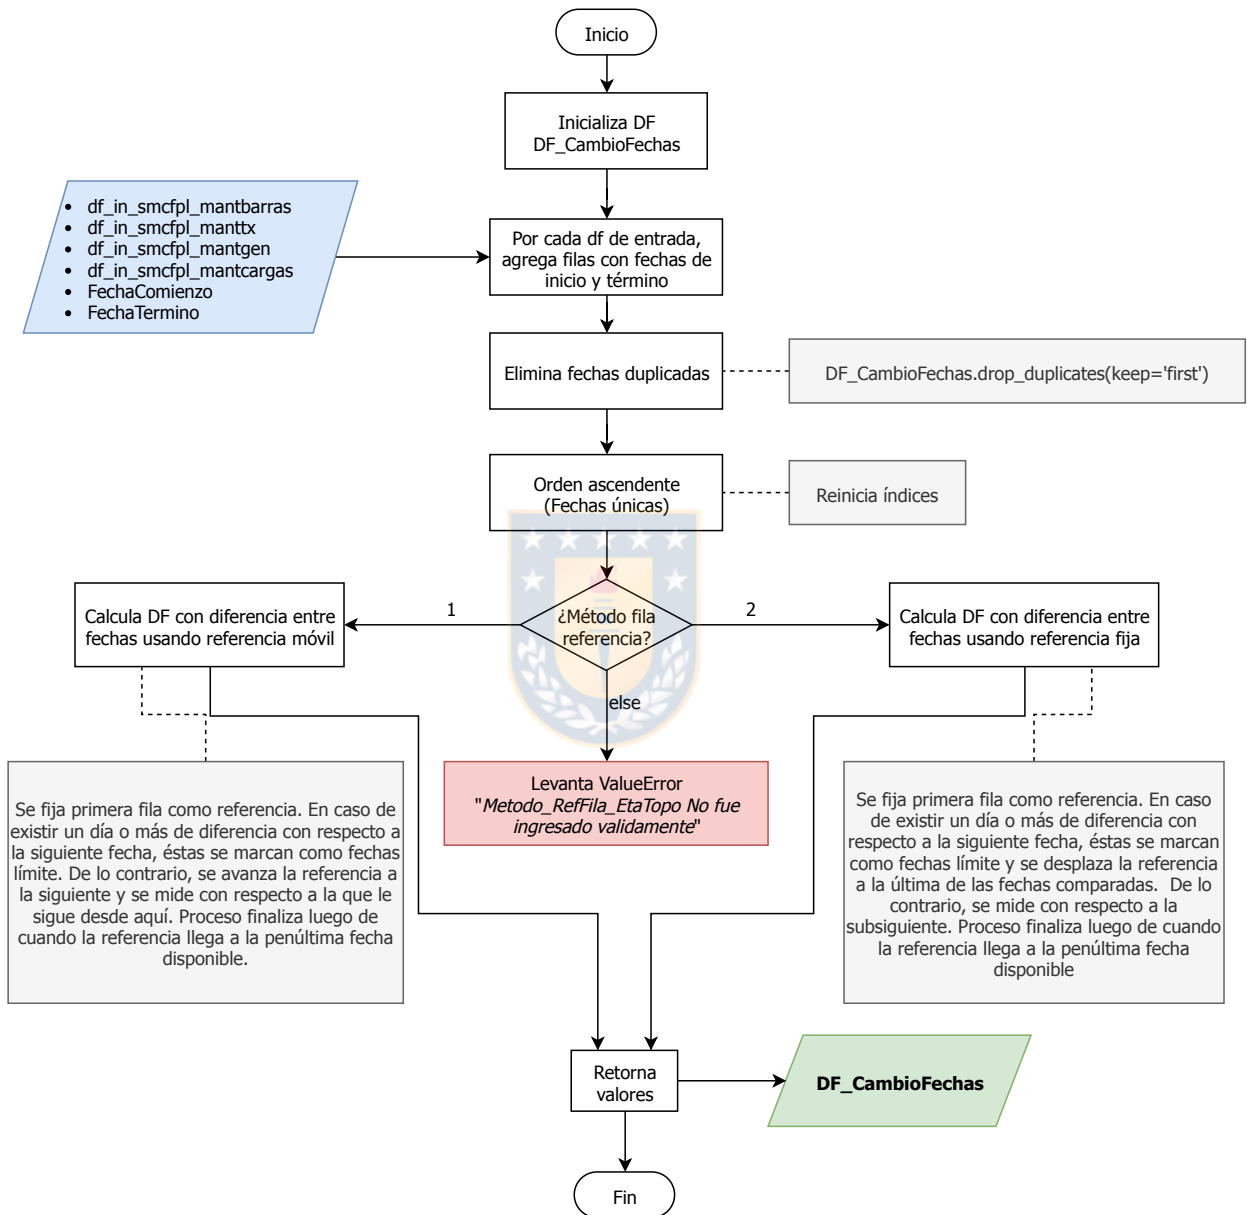 Inicio
Inicializa DF
DF_CambioFechas
• df_in_smcfpl_mantbarras
• df_in_smcfpl_manttx
• df_in_smcfpl_mantgen
• df_in_smcfpl_mantcargas
• FechaComienzo
• FechaTermino
Por cada df de entrada,
agrega filas con fechas de
inicio y término
Elimina fechas duplicadas
DF_CambioFechas.drop_duplicates(keep='first')
Orden ascendente
(Fechas únicas)
Reinicia índices
Calcula DF con diferencia entre
fechas usando referencia móvil
1
¿Método fila
referencia?
2
Calcula DF con diferencia entre
fechas usando referencia fija
else
Se fija primera fila como referencia. En caso de
existir un día o más de diferencia con respecto a
la siguiente fecha, éstas se marcan como fechas
límite. De lo contrario, se avanza la referencia a
la siguiente y se mide con respecto a la que le
sigue desde aquí. Proceso finaliza luego de
cuando la referencia llega a la penúltima fecha
disponible.
Levanta ValueError
"Metodo_RefFila_EtaTopo No fue
ingresado validamente"
Se fija primera fila como referencia. En caso
de existir un día o más de diferencia con
respecto a la siguiente fecha, éstas se marcan
como fechas límite y se desplaza la referencia
a la última de las fechas comparadas.  De lo
contrario, se mide con respecto a la
subsiguiente. Proceso finaliza luego de cuando
la referencia llega a la penúltima fecha
disponible
Retorna
valores
DF_CambioFechas
Fin